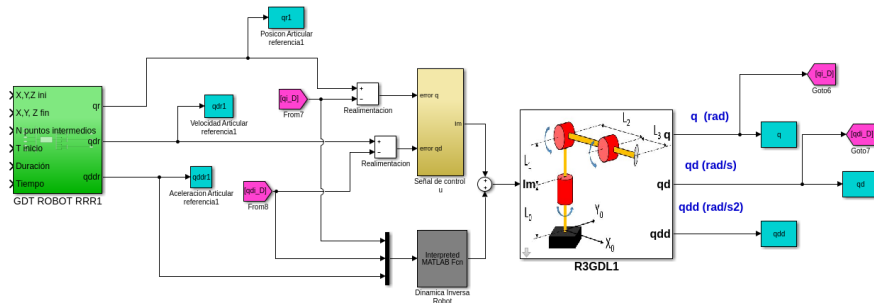 qr1
Posicon Articular
referencia1
X,Y,Z ini
X,Y, Z fin
N puntos intermedios
T inicio
Duración
Tiempo
qr
qdr
qddr
GDT ROBOT RRR1
qdr1
Velocidad Articular
referencia1
qddr1
Aceleracion Articular
referencia1
[qi_D]
From7
[qdi_D]
From8
+
−
Realimentacion
+
−
Realimentacion
error q
error qd
Im
Señal de control
u
Interpreted
MATLAB Fcn
Dinamica Inversa
Robot
+
+
Im
L2
L3
L0
Y0
X0
q
qd
qdd
R3GDL1
q (rad)
qd (rad/s)
qdd (rad/s2)
[qi_D]
Goto6
q
[qdi_D]
Goto7
qd
qdd